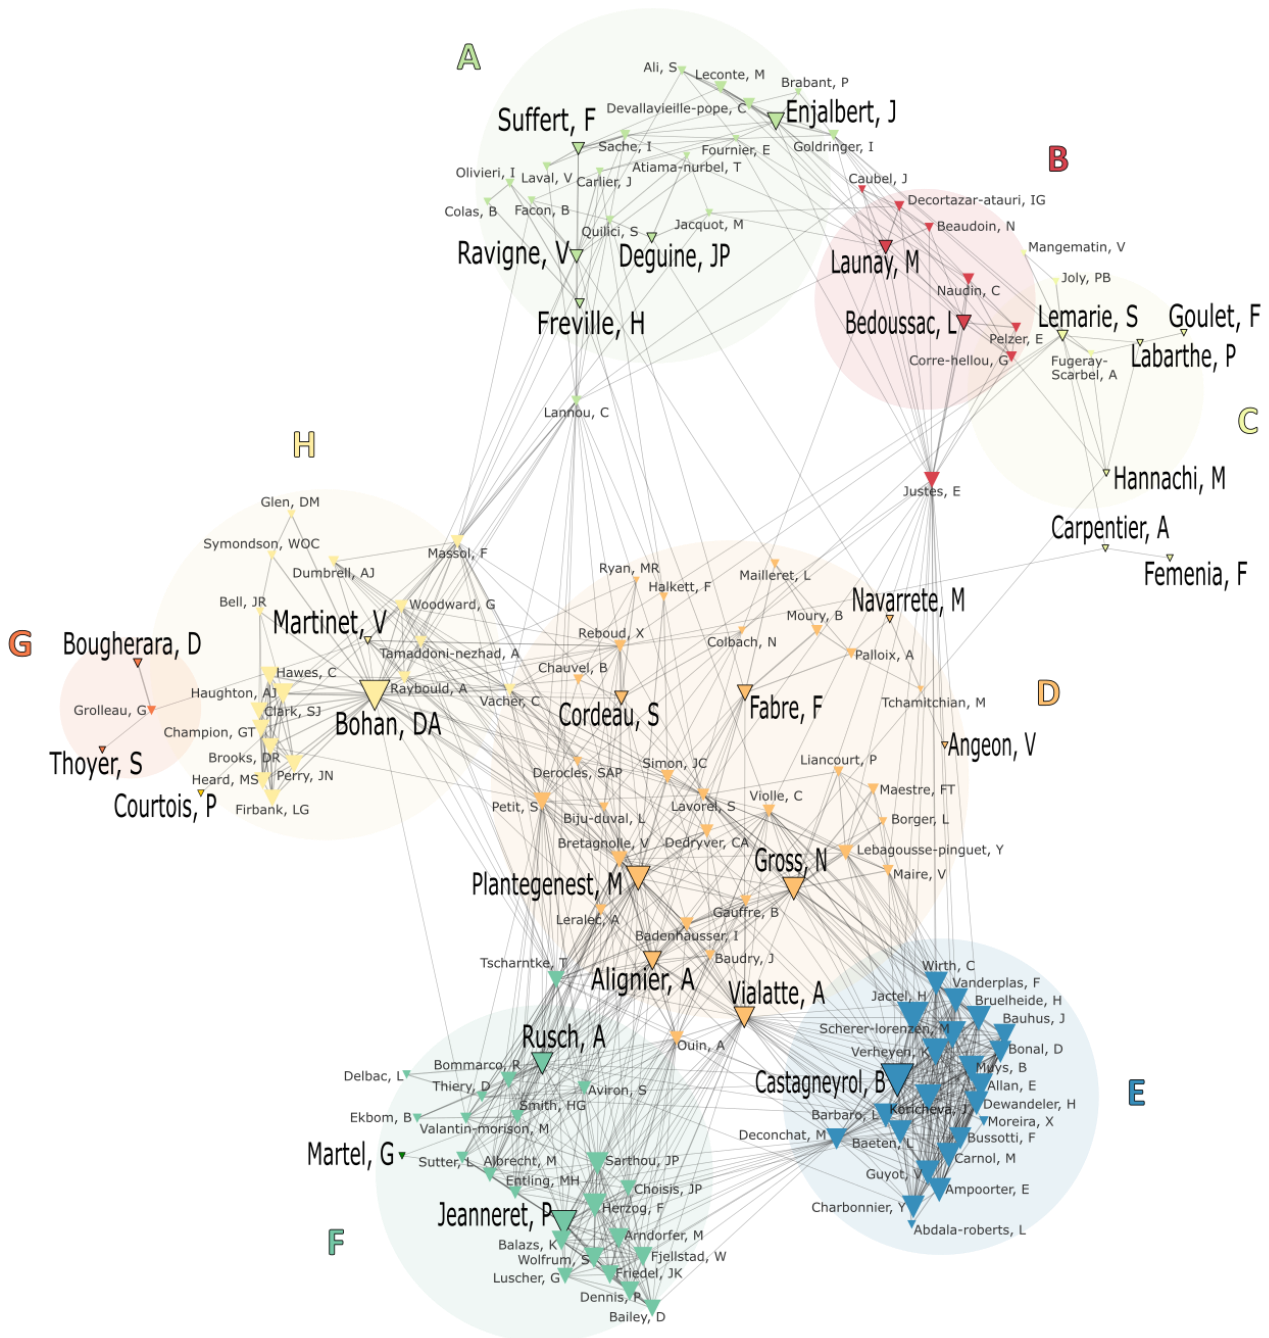 A
Ali, S
Leconte, M
Brabant, P
Devallavieille-pope, C
Enjalbert, J
Suffert, F
Sache, I
Fournier, E
Goldringer, I
Atiama-nurbel, T
Olivieri, I
Laval, V
Carlier, J
Colas, B
Facon, B
Quilici, S
Jacquot, M
Ravigne, V
Deguine, JP
Freville, H
Lannou, C
B
Caubel, J
Decortazar-atauri, IG
Beaudoin, N
Launay, M
Naudin, C
Bedoussac, L
Pelzer, E
Corre-hellou, G
Justes, E
Mangematin, V
Joly, PB
Lemarie, S
Goulet, F
Labarthe, P
Fugeray-
Scarbel, A
C
Hannachi, M
Carpentier, A
Femenia, F
H
Glen, DM
Symondson, WOC
Massol, F
Dumbrell, AJ
Bell, JR
Woodward, G
Martinet, V
Tamaddoni-nezhad, A
Hawes, C
Haughton, AJ
Raybould, A
Vacher, C
Clark, SJ
Bohan, DA
Champion, GT
Brooks, DR
Heard, MS
Perry, JN
Firbank, LG
Courtois, P
G
Bougherara, D
Grolleau, G
Thoyer, S
Ryan, MR
Halkett, F
Mailleret, L
Navarrete, M
Moury, B
Reboud, X
Colbach, N
Palloix, A
Chauvel, B
Tchamitchian, M
D
Cordeau, S
Fabre, F
Angeon, V
Derocles, SAP
Simon, JC
Liancourt, P
Petit, S
Lavorel, S
Violle, C
Maestre, FT
Biju-duval, L
Borger, L
Bretagnolle, V
Dedryver, CA
Lebagousse-pinguet, Y
Gross, N
Maire, V
Plantegenest, M
Leralec, A
Gauffre, B
Badenhausser, I
Baudry, J
Alignier, A
Vialatte, A
Ouin, A
Tscharntke, T
Wirth, C
Vanderplas, F
Jactel, H
Bruelheide, H
Bauhus, J
Scherer-lorenzen, M
Verheyen, K
Bonal, D
Muys, B
Castagneyrol, B
Allan, E
Koricheva, J
Dewandeler, H
E
Barbaro, L
Moreira, X
Deconchat, M
Baeten, L
Bussotti, F
Carnol, M
Guyot, V
Ampoorter, E
Charbonnier, Y
Abdala-roberts, L
Rusch, A
Bommarco, R
Delbac, L
Thiery, D
Aviron, S
Smith, HG
Ekbom, B
Valantin-morison, M
Martel, G
Sutter, L
Albrecht, M
Sarthou, JP
Entling, MH
Choisis, JP
Jeanneret, P
Herzog, F
F
Balazs, K
Arndorfer, M
Wolfrum, S
Fjellstad, W
Luscher, G
Friedel, JK
Dennis, P
Bailey, D